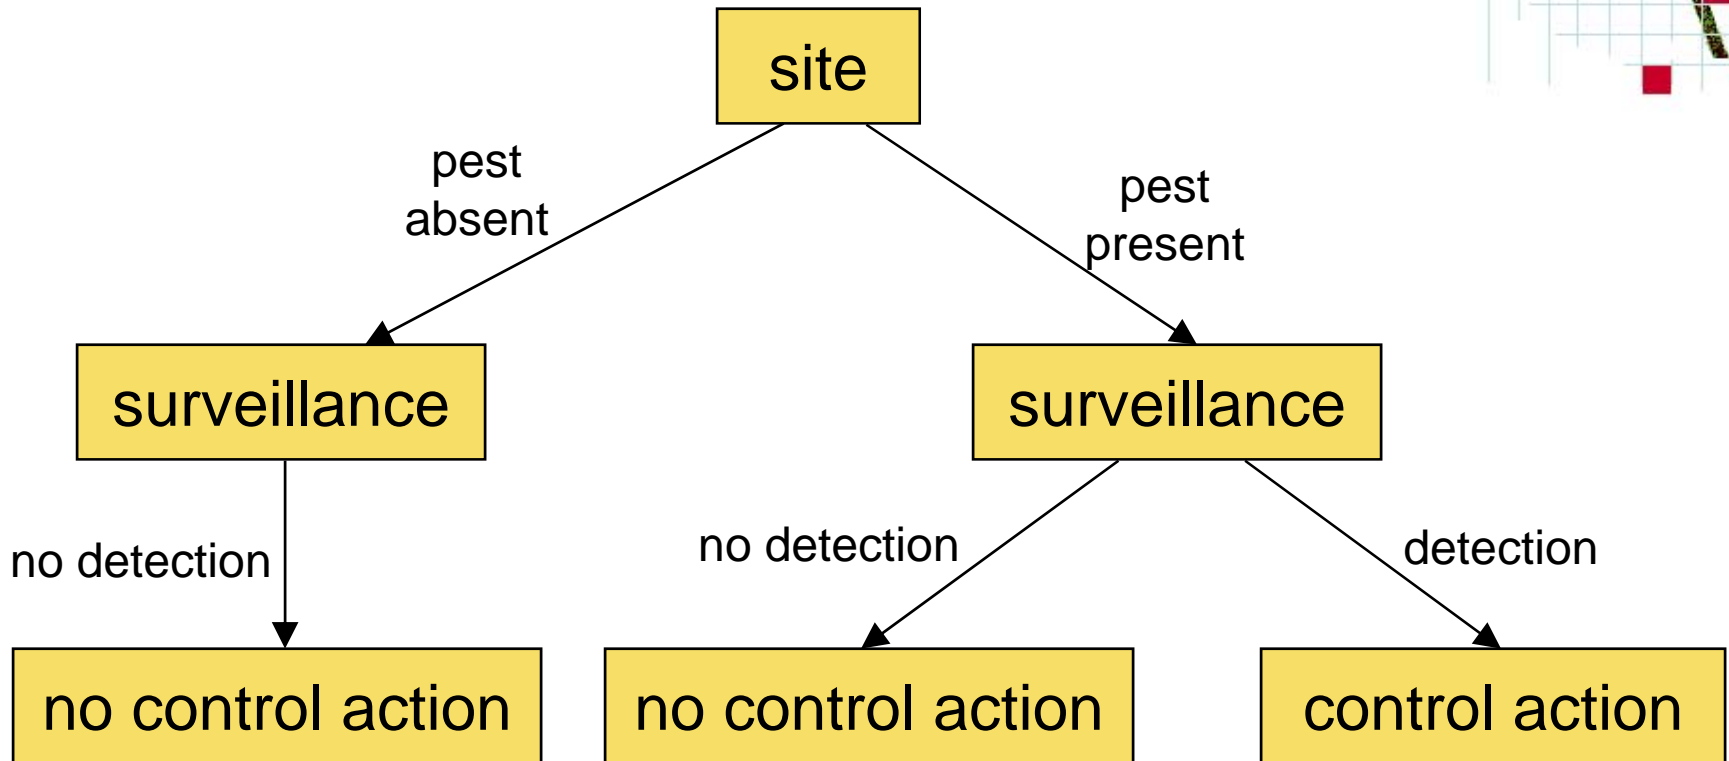 site
pest
absent
pest
present
surveillance
surveillance
no detection
no detection
detection
no control action
no control action
control action